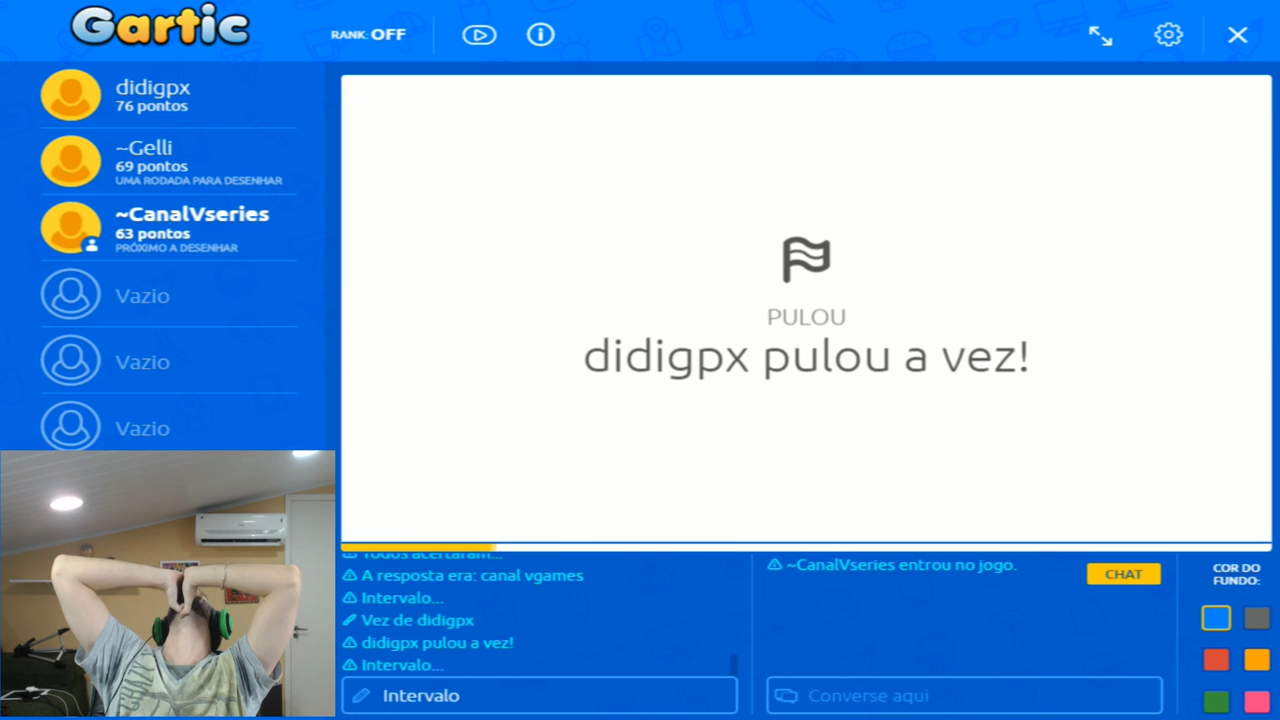 Gartic
RANK: OFF
didigpx
76 pontos
~Gelli
69 pontos
UMA RODADA PARA DESENHAR
~CanalVseries
63 pontos
PRÓXIMO A DESENHAR
Vazio
Vazio
Vazio
PULOU
didigpx pulou a vez!
Todos acertaram...
A resposta era: canal vgames
Intervalo...
Vez de didigpx
didigpx pulou a vez!
Intervalo...
Intervalo
~CanalVseries entrou no jogo.
CHAT
Converse aqui
COR DO
FUNDO: